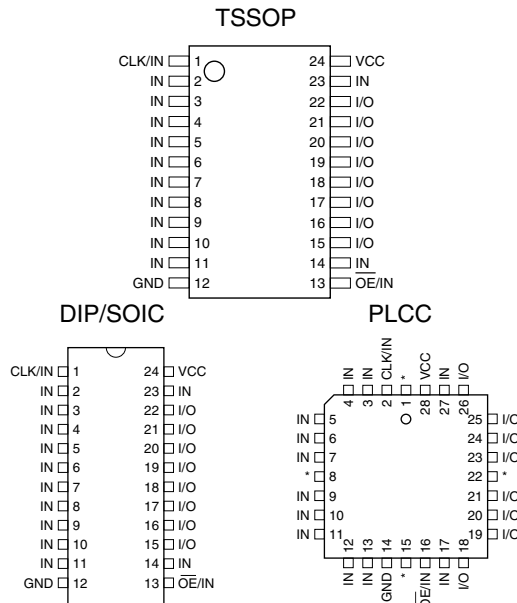 TSSOP
CLK/IN 1 24 VCC
IN 2 23 IN
IN 3 22 I/O
IN 4 21 I/O
IN 5 20 I/O
IN 6 19 I/O
IN 7 18 I/O
IN 8 17 I/O
IN 9 16 I/O
IN 10 15 I/O
IN 11 14 IN
GND 12 13 O̅E̅/IN
DIP/SOIC
CLK/IN 1 24 VCC
IN 2 23 IN
IN 3 22 I/O
IN 4 21 I/O
IN 5 20 I/O
IN 6 19 I/O
IN 7 18 I/O
IN 8 17 I/O
IN 9 16 I/O
IN 10 15 I/O
IN 11 14 IN
GND 12 13 O̅E̅/IN
PLCC
IN IN CLK/IN * VCC IN I/O
4 3 2 1 28 27 26
IN 5 25 I/O
IN 6 24 I/O
IN 7 23 I/O
* 8 22 *
IN 9 21 I/O
IN 10 20 I/O
IN 11 19 I/O
12 13 14 15 16 17 18
IN IN GND * O̅E̅/IN IN I/O